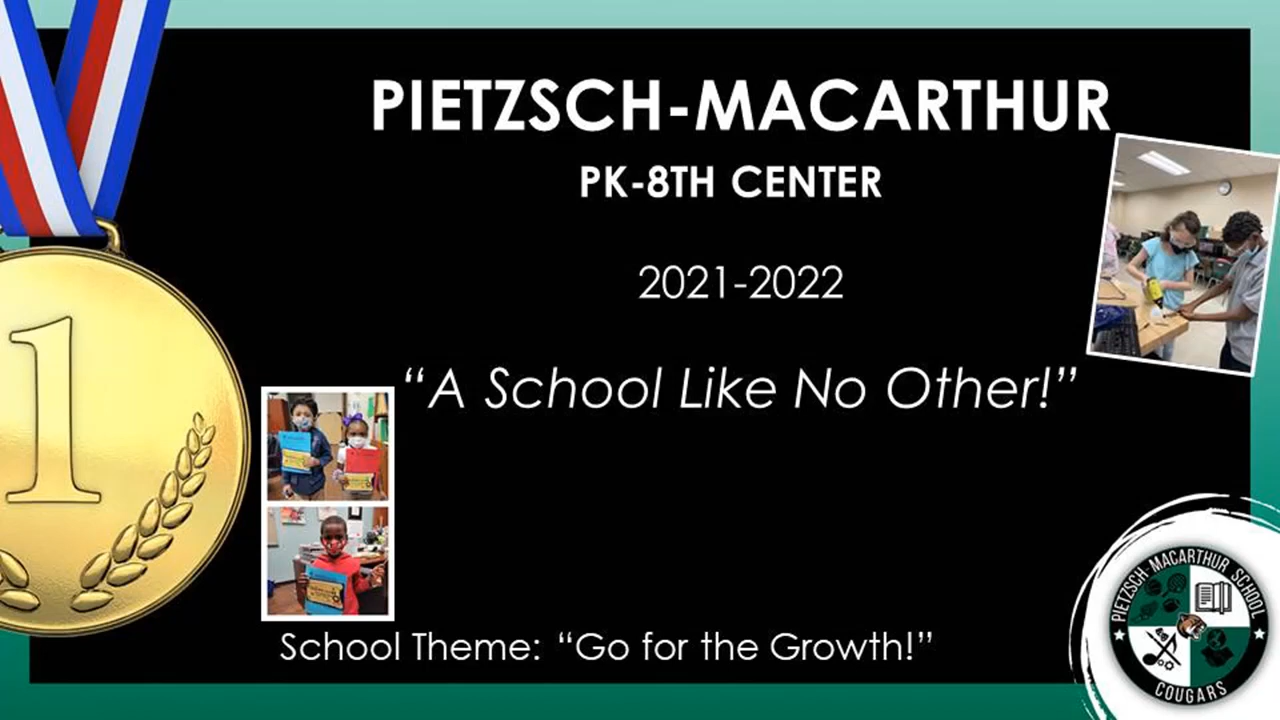 PIETZSCH-MACARTHUR
PK-8TH CENTER
2021-2022
“A School Like No Other!”
School Theme: “Go for the Growth!”
1
PIETZSCH-MACARTHUR SCHOOL
COUGARS